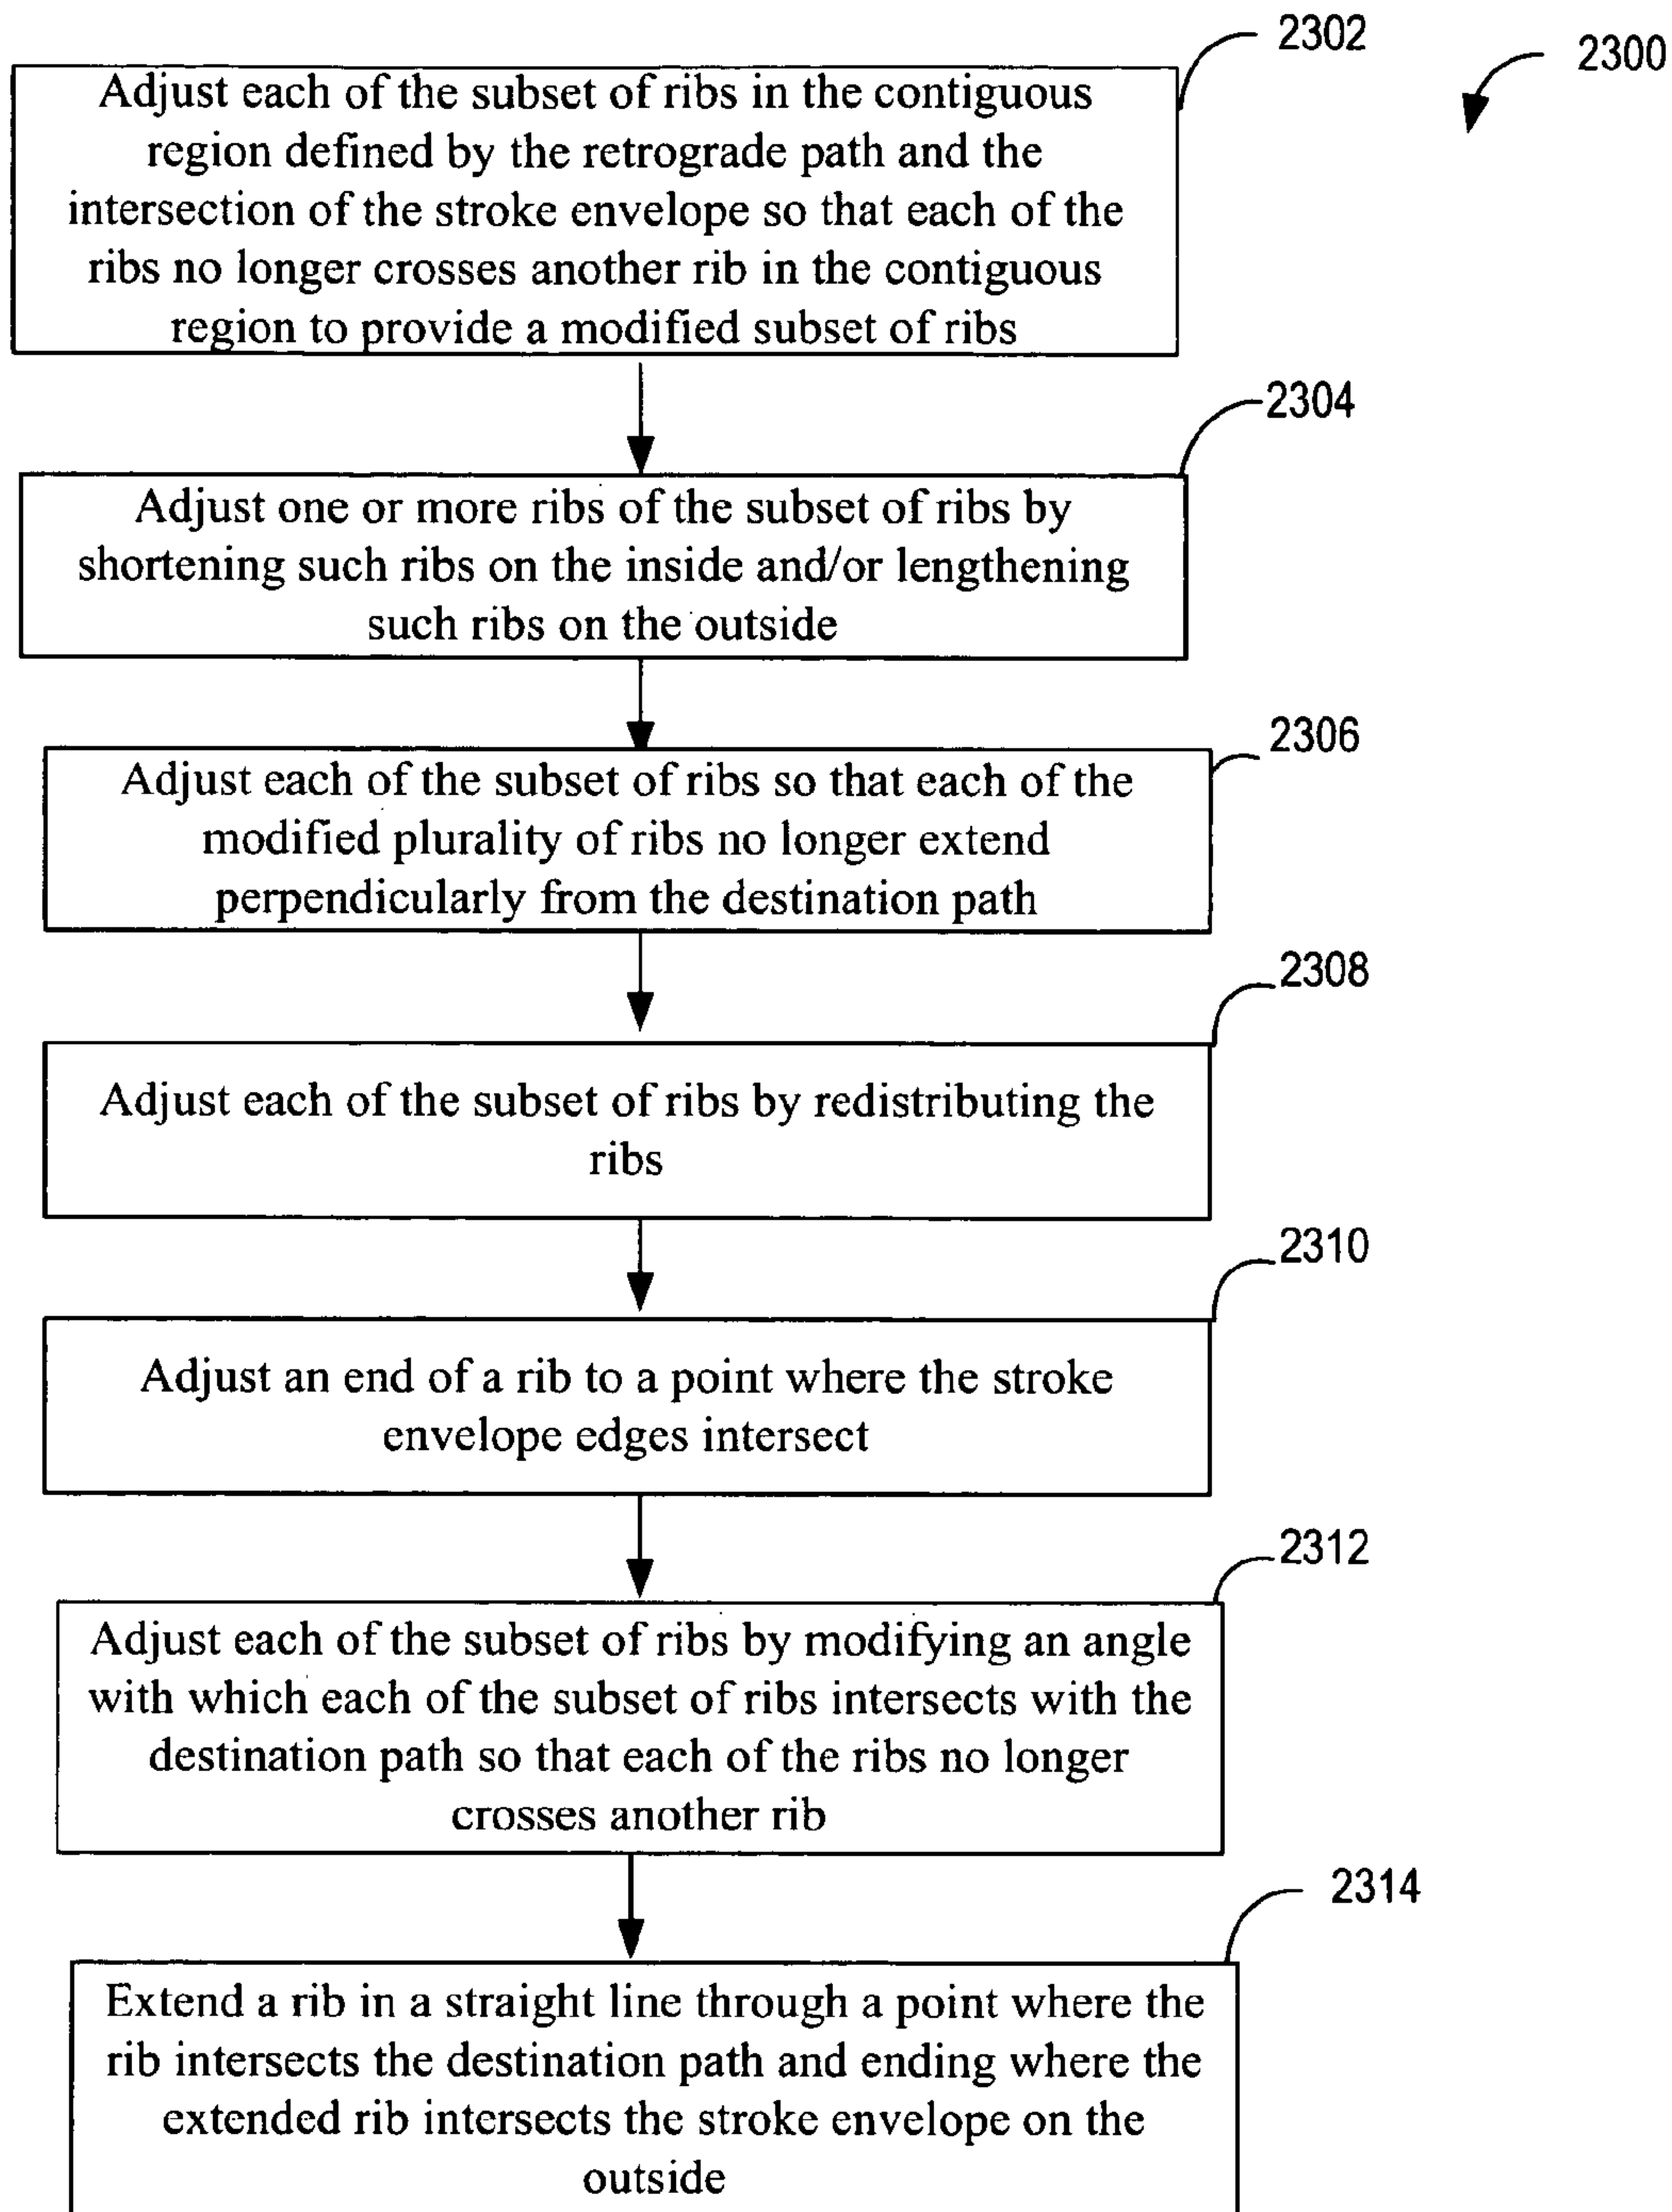 2302
2300
Adjust each of the subset of ribs in the contiguous
region defined by the retrograde path and the
intersection of the stroke envelope so that each of the
ribs no longer crosses another rib in the contiguous
region to provide a modified subset of ribs
2304
Adjust one or more ribs of the subset of ribs by
shortening such ribs on the inside and/or lengthening
such ribs on the outside
2306
Adjust each of the subset of ribs so that each of the
modified plurality of ribs no longer extend
perpendicularly from the destination path
2308
Adjust each of the subset of ribs by redistributing the
ribs
2310
Adjust an end of a rib to a point where the stroke
envelope edges intersect
2312
Adjust each of the subset of ribs by modifying an angle
with which each of the subset of ribs intersects with the
destination path so that each of the ribs no longer
crosses another rib
2314
Extend a rib in a straight line through a point where the
rib intersects the destination path and ending where the
extended rib intersects the stroke envelope on the
outside